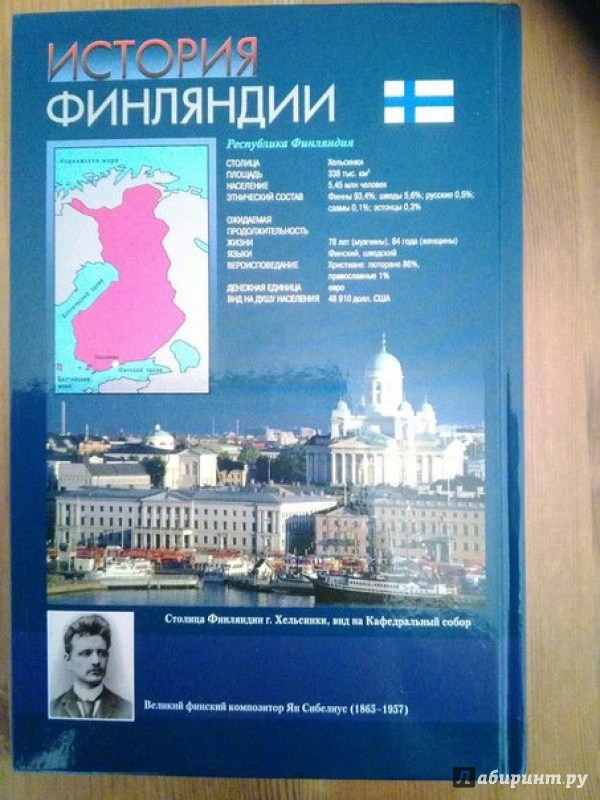 ИСТОРИЯ
ФИНЛЯНДИИ
Республика Финляндия
СТОЛИЦА Хельсинки
ПЛОЩАДЬ 338 тыс. км²
НАСЕЛЕНИЕ 5,45 млн человек
ЭТНИЧЕСКИЙ СОСТАВ Финны 93,4%; шведы 5,6%; русские 0,5%;
саамы 0,1%; эстонцы 0,3%
ОЖИДАЕМАЯ
ПРОДОЛЖИТЕЛЬНОСТЬ
ЖИЗНИ 78 лет (мужчины), 84 года (женщины)
ЯЗЫКИ Финский, шведский
ВЕРОИСПОВЕДАНИЕ Христиане: лютеране 86%,
православные 1%
ДЕНЕЖНАЯ ЕДИНИЦА евро
ВНД НА ДУШУ НАСЕЛЕНИЯ 48 910 долл. США
Норвежское море
Ботнический залив
Хельсинки
Финский залив
Балтийское
море
Столица Финляндии г. Хельсинки, вид на Кафедральный собор
Великий финский композитор Ян Сибелиус (1865–1957)
Лабиринт.ру